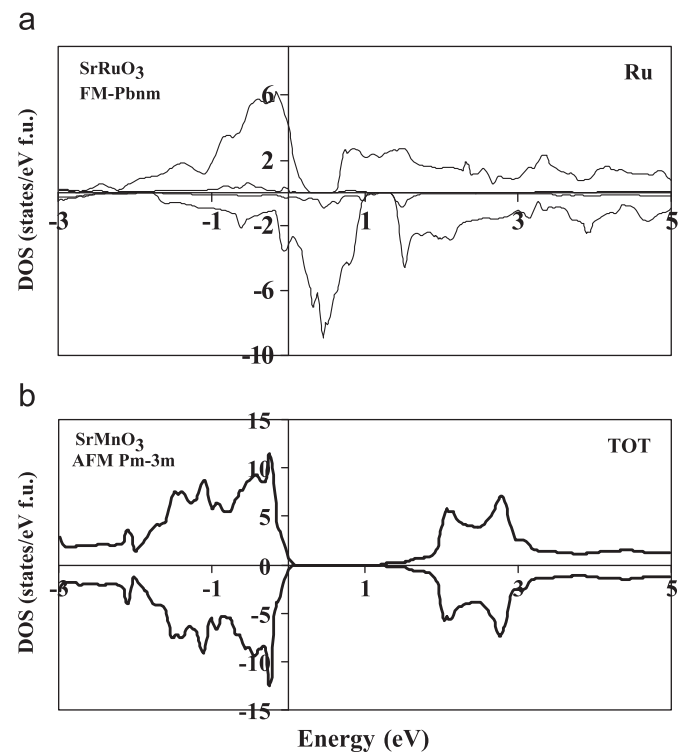 a
SrRuO3
FM-Pbnm
Ru
DOS (states/eV f.u.)
6
2
-2
-6
-10
-3
-1
1
3
5
b
SrMnO3
AFM Pm-3m
TOT
DOS (states/eV f.u.)
15
10
5
0
-5
-10
-15
-3
-1
1
3
5
Energy (eV)